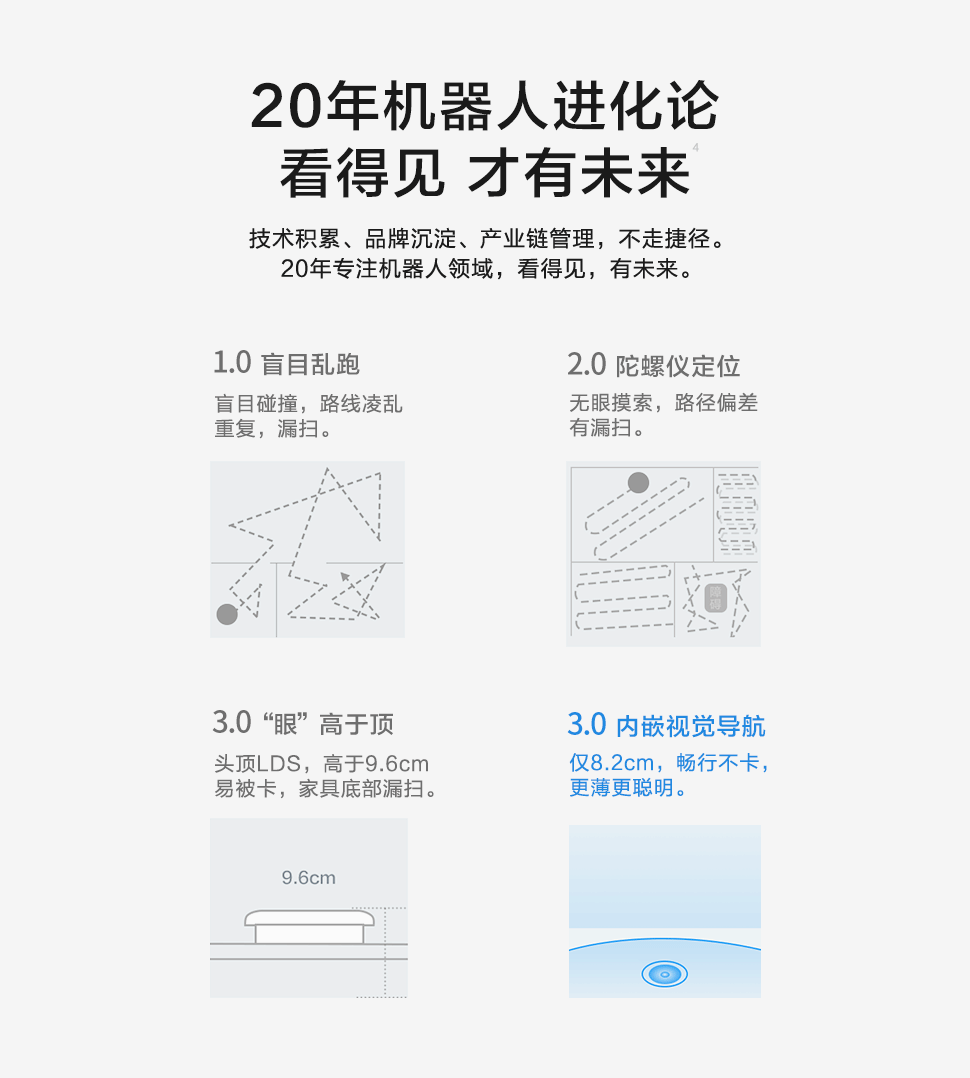 20年机器人进化论
看得见 才有未来4
技术积累、品牌沉淀、产业链管理，不走捷径。
20年专注机器人领域，看得见，有未来。
1.0 盲目乱跑
盲目碰撞，路线凌乱
重复，漏扫。
2.0 陀螺仪定位
无眼摸索，路径偏差
有漏扫。
障
碍
3.0 “眼”高于顶
头顶LDS，高于9.6cm
易被卡，家具底部漏扫。
9.6cm
3.0 内嵌视觉导航
仅8.2cm，畅行不卡，
更薄更聪明。